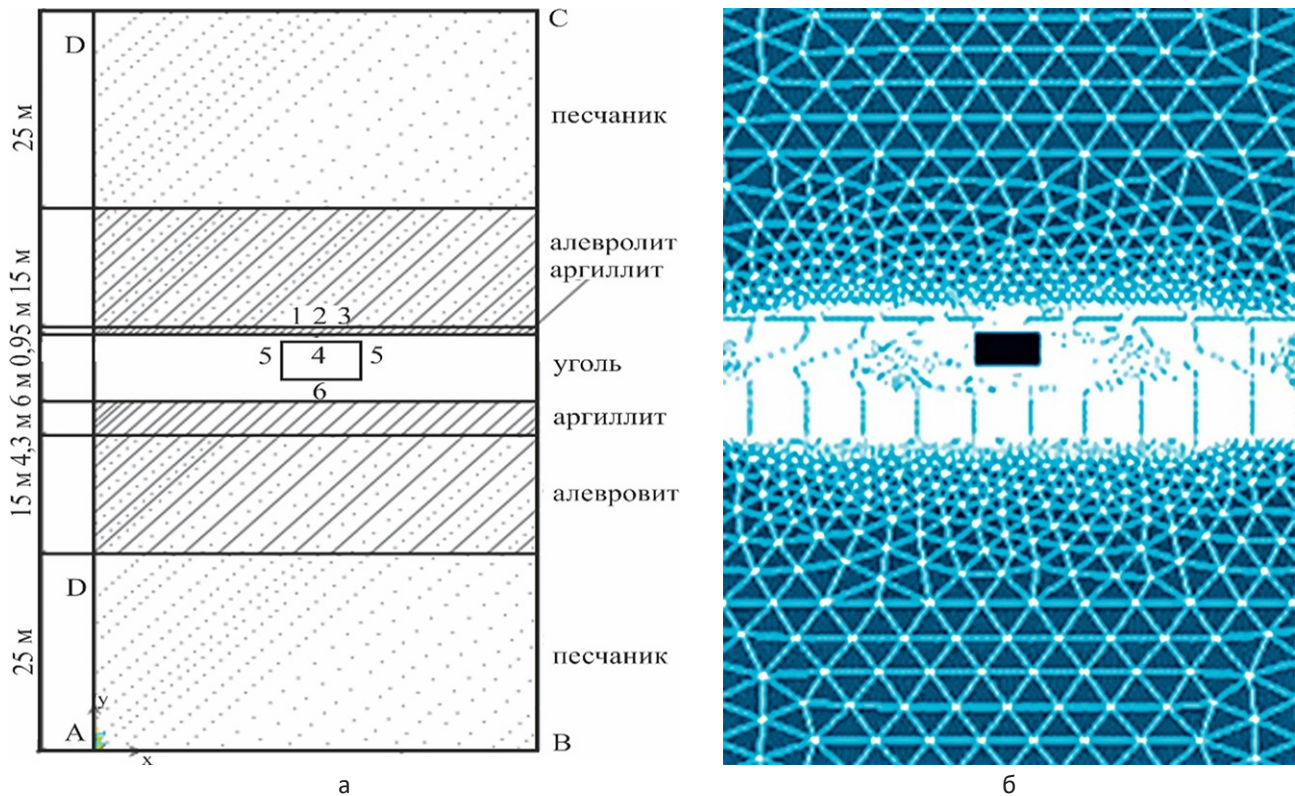 D
C
25 м
песчаник
15 м
алевролит
аргиллит
0,95 м
1 2 3
6 м
5 4 5
уголь
6
4,3 м
аргиллит
15 м
алевровит
D
25 м
песчаник
y
A
B
x
а
б